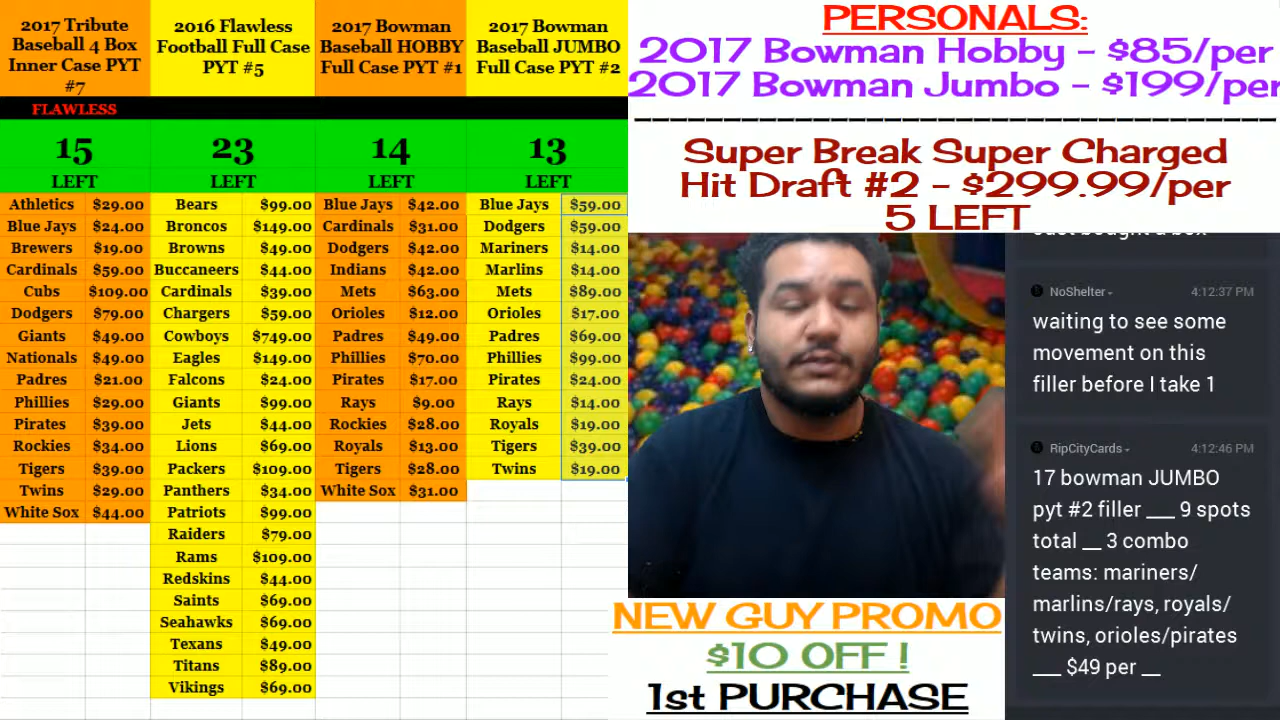 2017 Tribute
Baseball 4 Box
Inner Case PYT
#7
2016 Flawless
Football Full Case
PYT #5
2017 Bowman
Baseball HOBBY
Full Case PYT #1
2017 Bowman
Baseball JUMBO
Full Case PYT #2
FLAWLESS
15 23 14 13
LEFT LEFT LEFT LEFT
Athletics $29.00 Bears $99.00 Blue Jays $42.00 Blue Jays $59.00
Blue Jays $24.00 Broncos $149.00 Cardinals $31.00 Dodgers $59.00
Brewers $19.00 Browns $49.00 Dodgers $42.00 Mariners $14.00
Cardinals $59.00 Buccaneers $44.00 Indians $42.00 Marlins $14.00
Cubs $109.00 Cardinals $39.00 Mets $63.00 Mets $89.00
Dodgers $79.00 Chargers $59.00 Orioles $12.00 Orioles $17.00
Giants $49.00 Cowboys $749.00 Padres $49.00 Padres $69.00
Nationals $49.00 Eagles $149.00 Phillies $70.00 Phillies $99.00
Padres $21.00 Falcons $24.00 Pirates $17.00 Pirates $24.00
Phillies $29.00 Giants $99.00 Rays $9.00 Rays $14.00
Pirates $39.00 Jets $44.00 Rockies $28.00 Royals $19.00
Rockies $34.00 Lions $69.00 Royals $13.00 Tigers $39.00
Tigers $39.00 Packers $109.00 Tigers $28.00 Twins $19.00
Twins $29.00 Panthers $34.00 White Sox $31.00
White Sox $44.00 Patriots $99.00
Raiders $79.00
Rams $109.00
Redskins $44.00
Saints $69.00
Seahawks $69.00
Texans $49.00
Titans $89.00
Vikings $69.00
PERSONALS:
2017 Bowman Hobby - $85/per
2017 Bowman Jumbo - $199/per
Super Break Super Charged
Hit Draft #2 - $299.99/per
5 LEFT
NoShelter 4:12:37 PM
waiting to see some
movement on this
filler before I take 1
RipCityCards 4:12:46 PM
17 bowman JUMBO
pyt #2 filler ___ 9 spots
total __ 3 combo
teams: mariners/
marlins/rays, royals/
twins, orioles/pirates
___ $49 per __
NEW GUY PROMO
$10 OFF !
1st PURCHASE